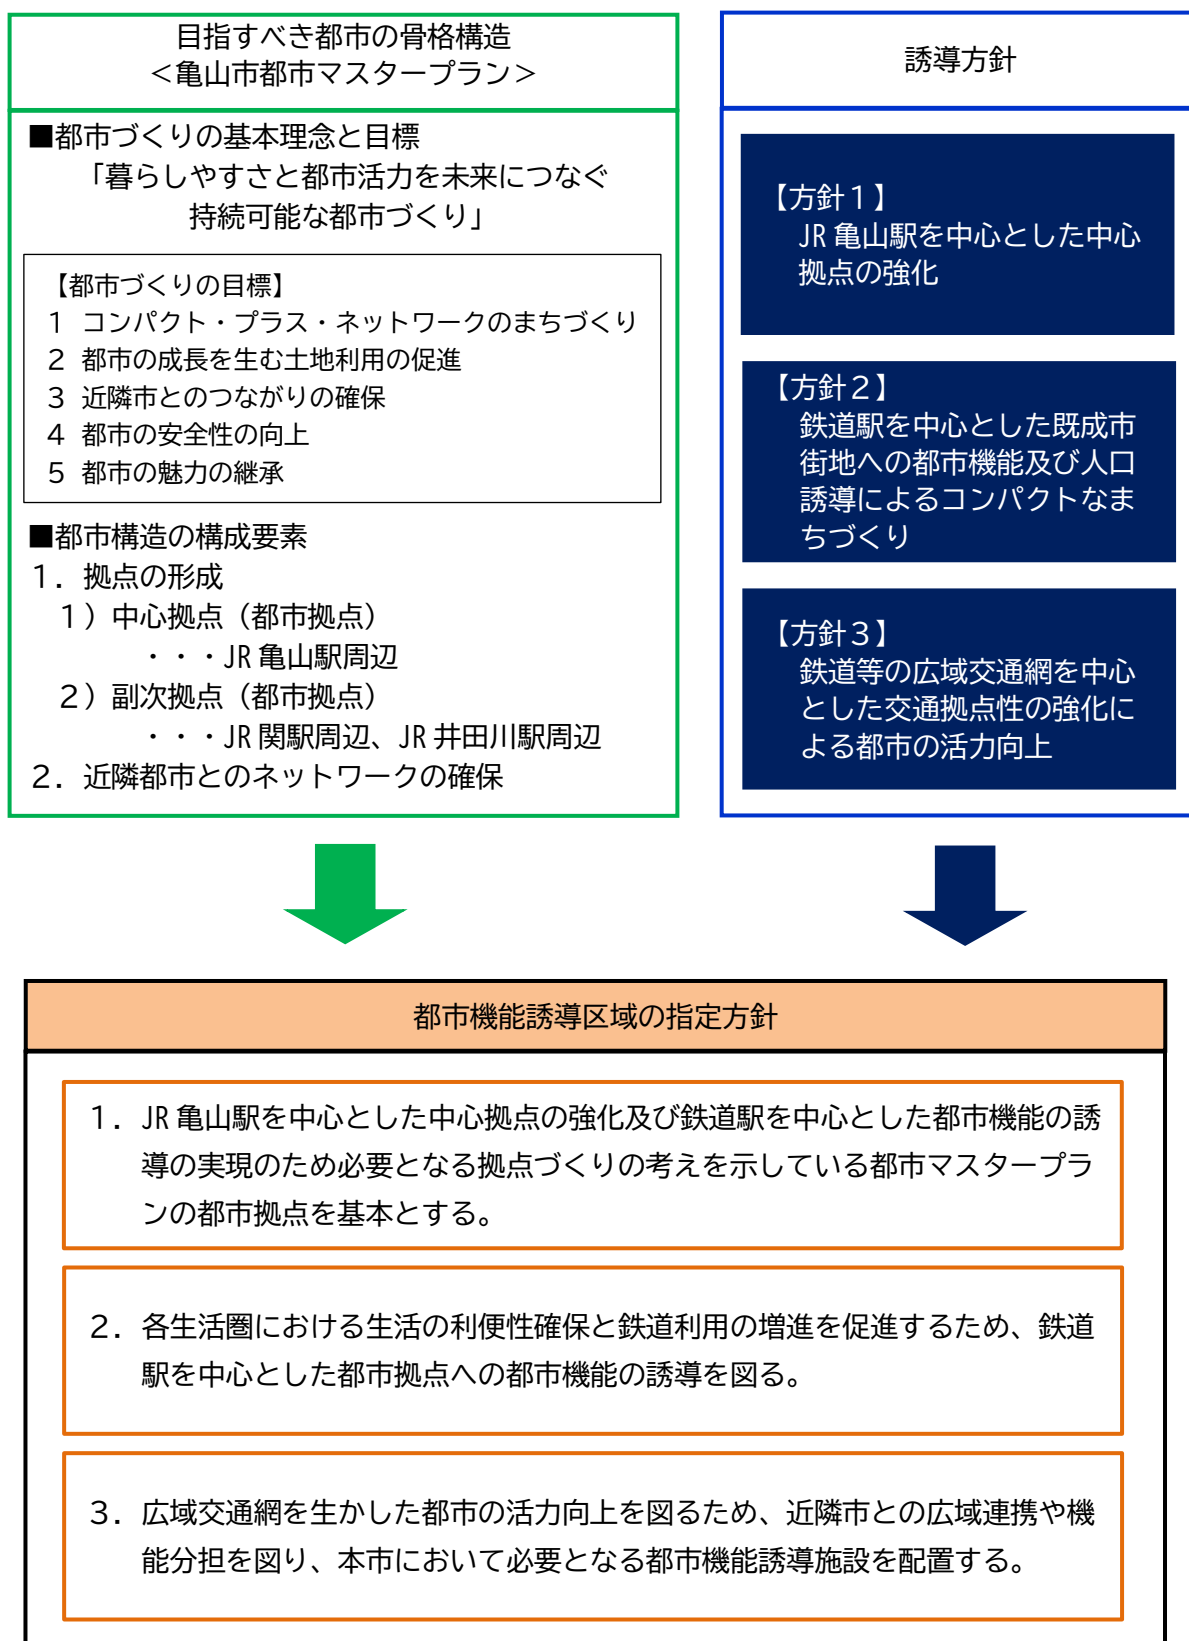 目指すべき都市の骨格構造
＜亀山市都市マスタープラン＞
■都市づくりの基本理念と目標
「暮らしやすさと都市活力を未来につなぐ
持続可能な都市づくり」
【都市づくりの目標】
１ コンパクト・プラス・ネットワークのまちづくり
２ 都市の成長を生む土地利用の促進
３ 近隣市とのつながりの確保
４ 都市の安全性の向上
５ 都市の魅力の継承
■都市構造の構成要素
１．拠点の形成
１）中心拠点（都市拠点）
・・・JR 亀山駅周辺
２）副次拠点（都市拠点）
・・・JR 関駅周辺、JR 井田川駅周辺
２．近隣都市とのネットワークの確保
誘導方針
【方針１】
JR 亀山駅を中心とした中心
拠点の強化
【方針２】
鉄道駅を中心とした既成市
街地への都市機能及び人口
誘導によるコンパクトなま
ちづくり
【方針３】
鉄道等の広域交通網を中心
とした交通拠点性の強化に
よる都市の活力向上
都市機能誘導区域の指定方針
１．JR 亀山駅を中心とした中心拠点の強化及び鉄道駅を中心とした都市機能の誘
導の実現のため必要となる拠点づくりの考えを示している都市マスタープラ
ンの都市拠点を基本とする。
２．各生活圏における生活の利便性確保と鉄道利用の増進を促進するため、鉄道
駅を中心とした都市拠点への都市機能の誘導を図る。
３．広域交通網を生かした都市の活力向上を図るため、近隣市との広域連携や機
能分担を図り、本市において必要となる都市機能誘導施設を配置する。